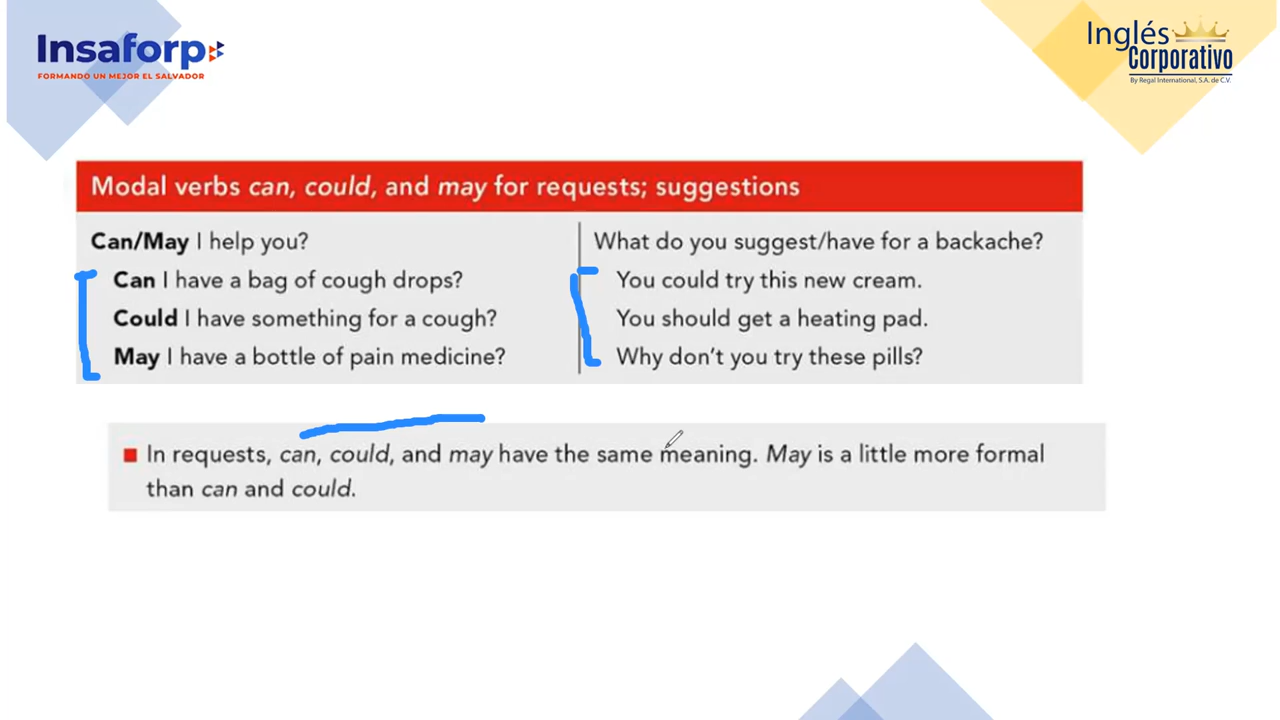 Insaforp
FORMANDO UN MEJOR EL SALVADOR
Inglés
Corporativo
By Regal International, S.A. de C.V.
Modal verbs can, could, and may for requests; suggestions
Can/May I help you?
Can I have a bag of cough drops?
Could I have something for a cough?
May I have a bottle of pain medicine?
What do you suggest/have for a backache?
You could try this new cream.
You should get a heating pad.
Why don't you try these pills?
In requests, can, could, and may have the same meaning. May is a little more formal
than can and could.